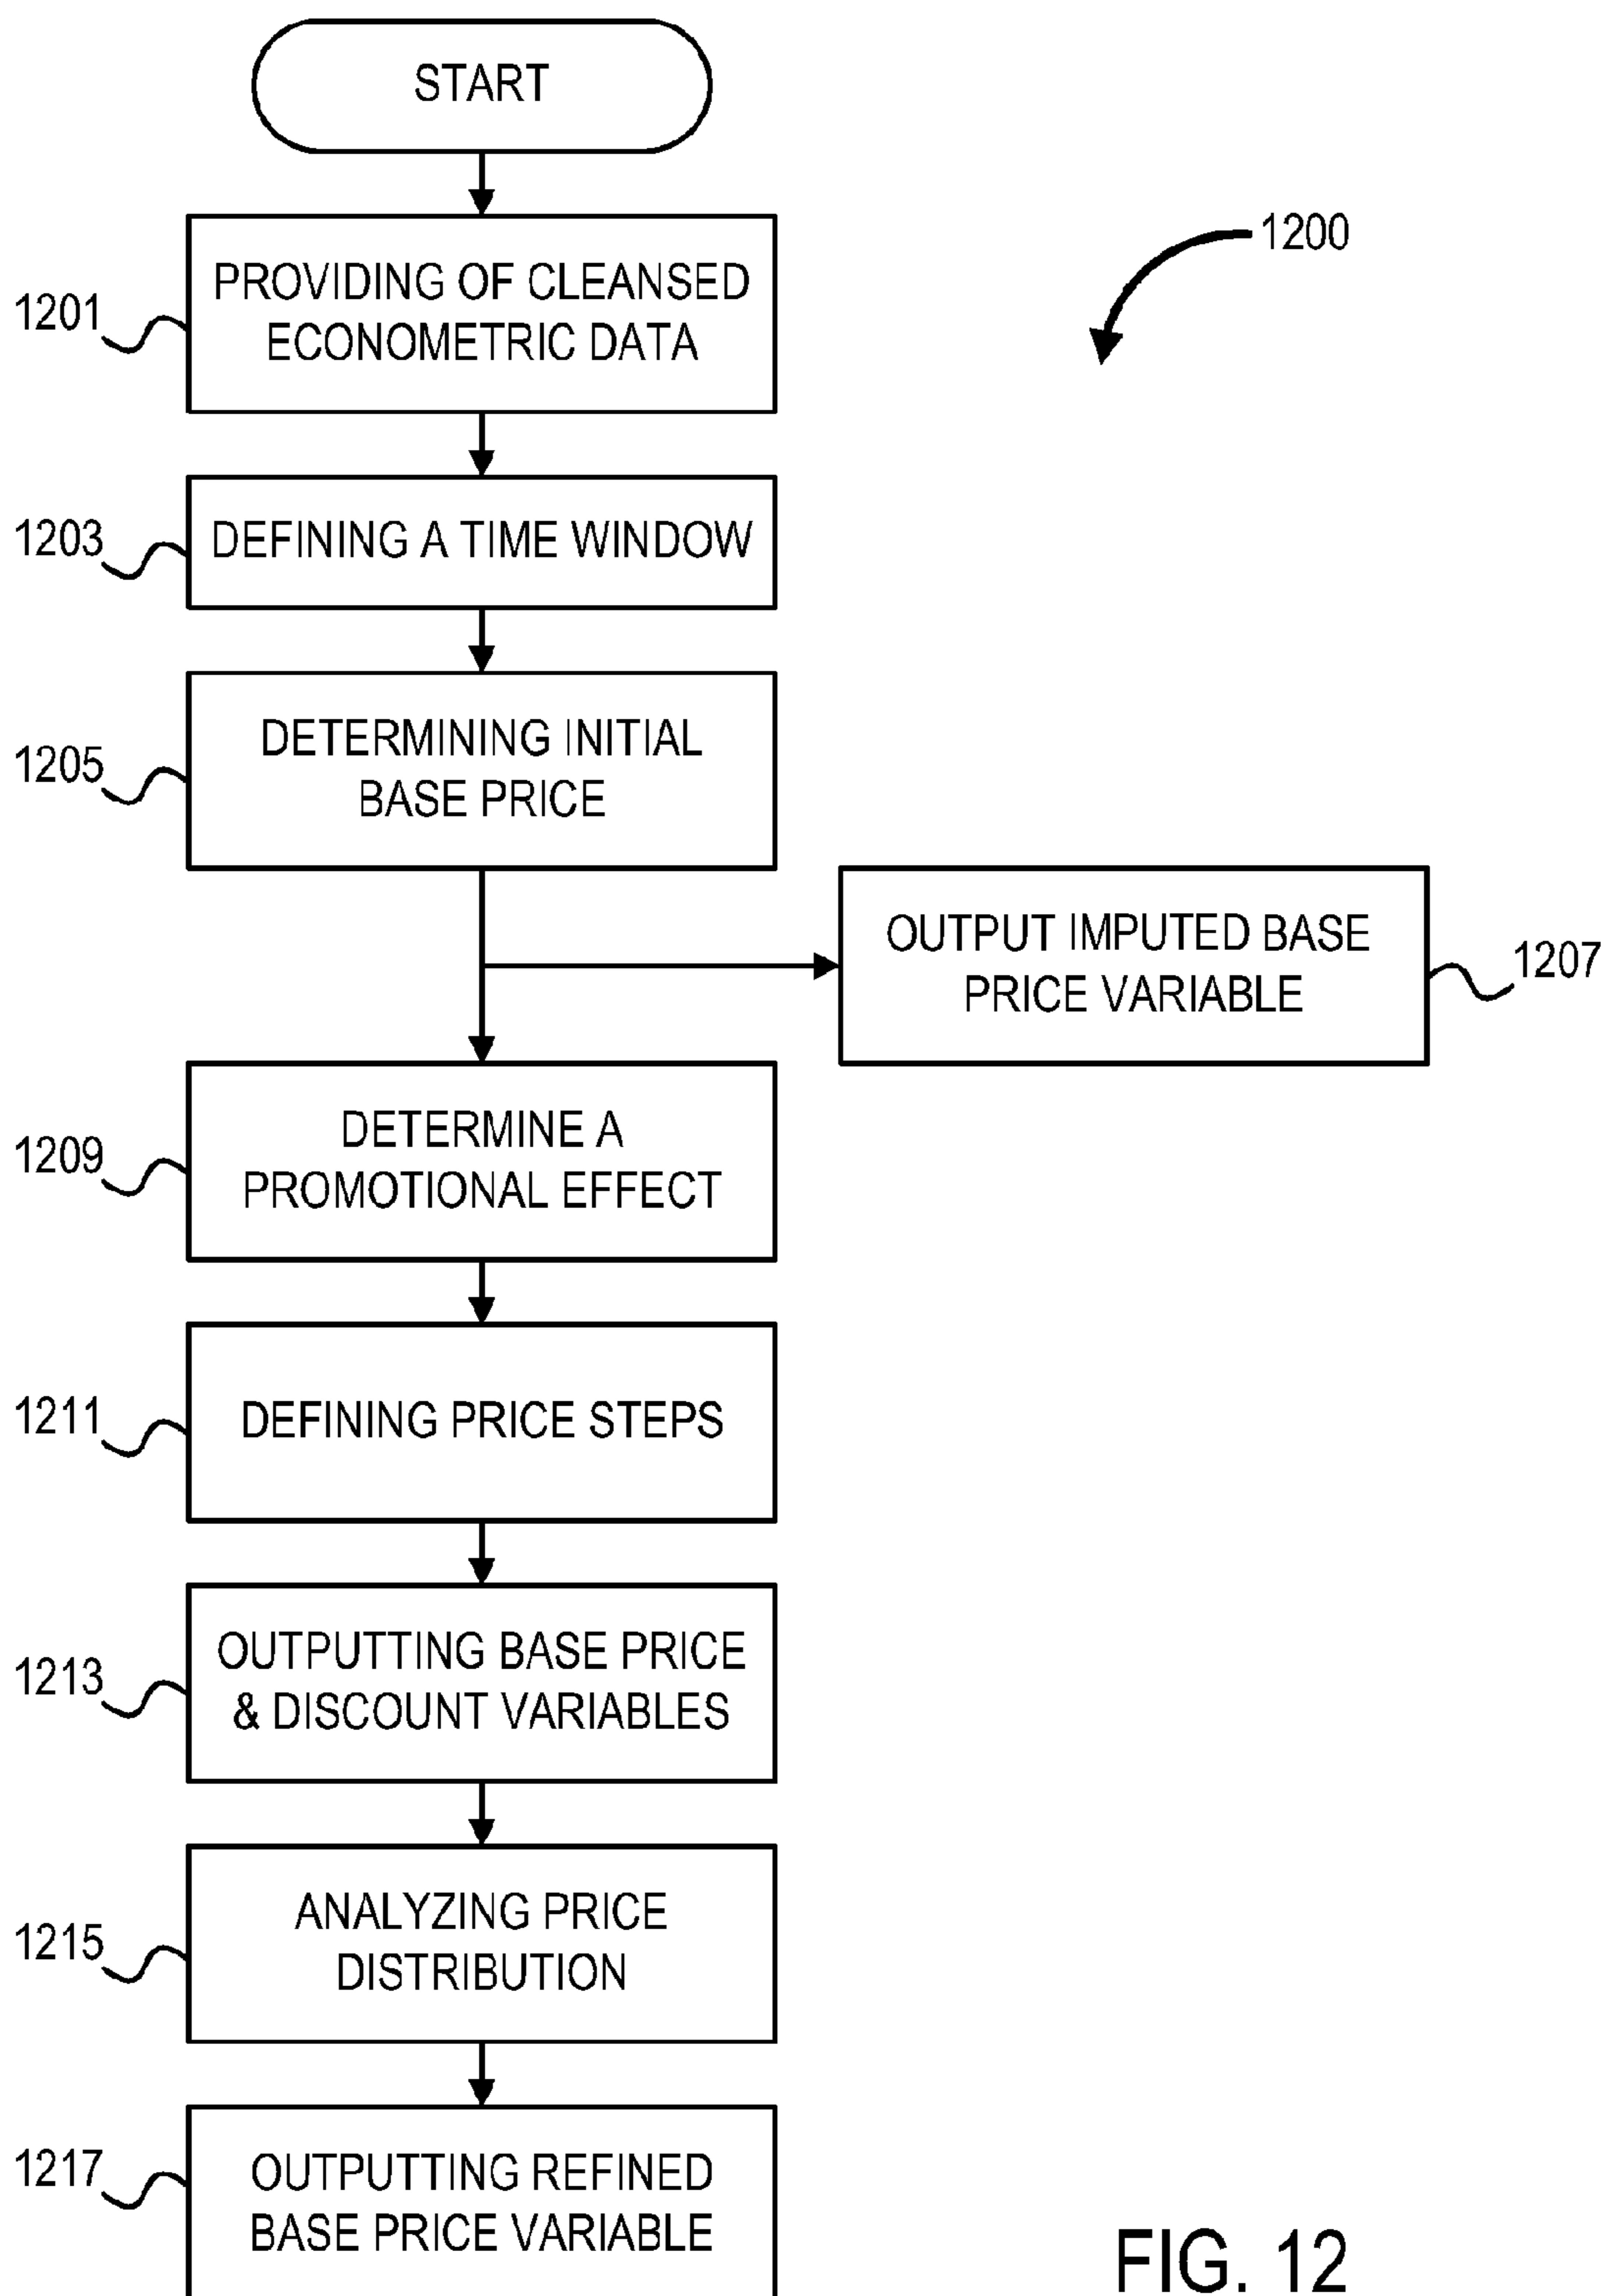 START
1200
1201
PROVIDING OF CLEANSED
ECONOMETRIC DATA
1203
DEFINING A TIME WINDOW
1205
DETERMINING INITIAL
BASE PRICE
OUTPUT IMPUTED BASE
PRICE VARIABLE
1207
1209
DETERMINE A
PROMOTIONAL EFFECT
1211
DEFINING PRICE STEPS
1213
OUTPUTTING BASE PRICE
& DISCOUNT VARIABLES
1215
ANALYZING PRICE
DISTRIBUTION
1217
OUTPUTTING REFINED
BASE PRICE VARIABLE
FIG. 12